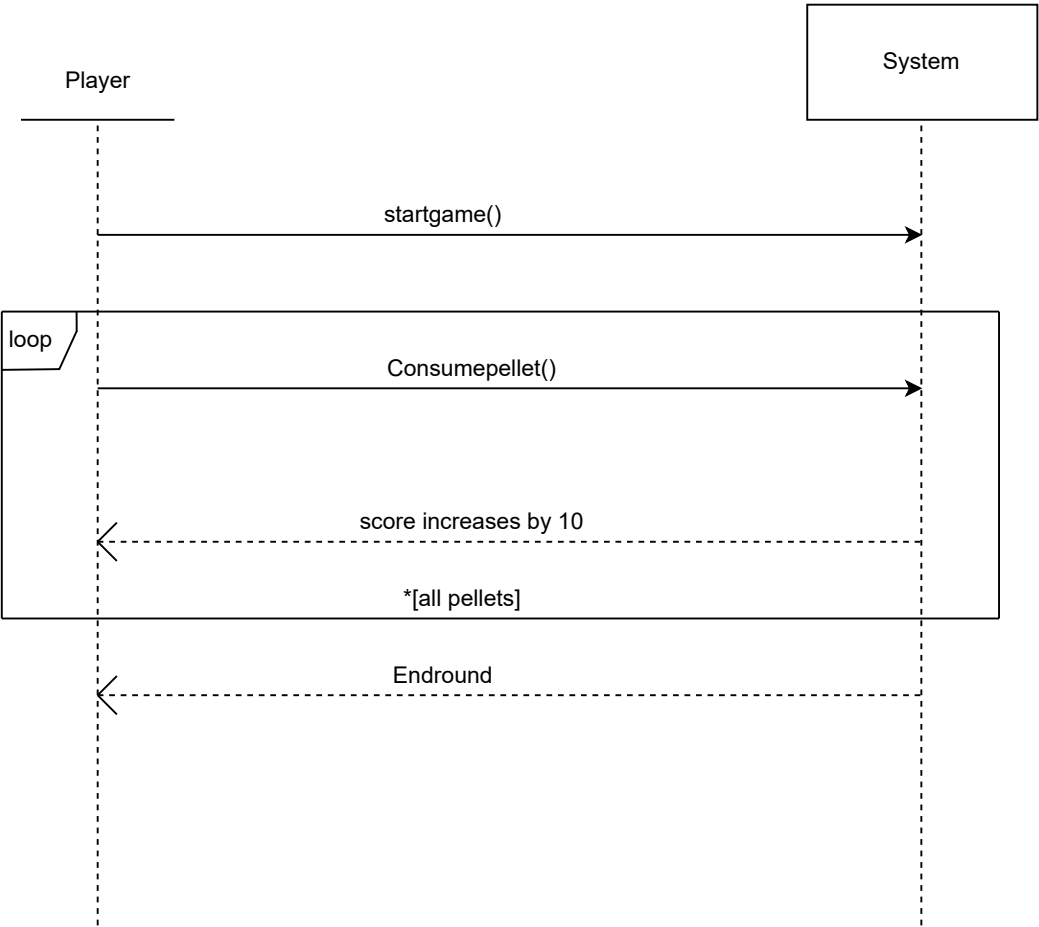 System
Player
startgame()
loop
Consumepellet()
score increases by 10
*[all pellets]
Endround